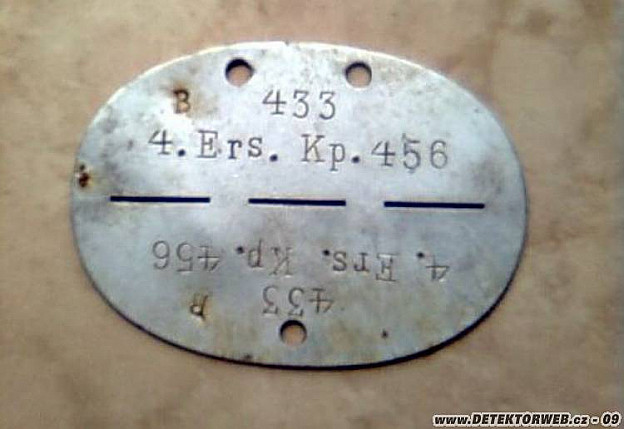 B 433
4. Ers. Kp. 456
4. Ers. Kp. 456
433 B
www.DETEKTORWEB.cz - 09